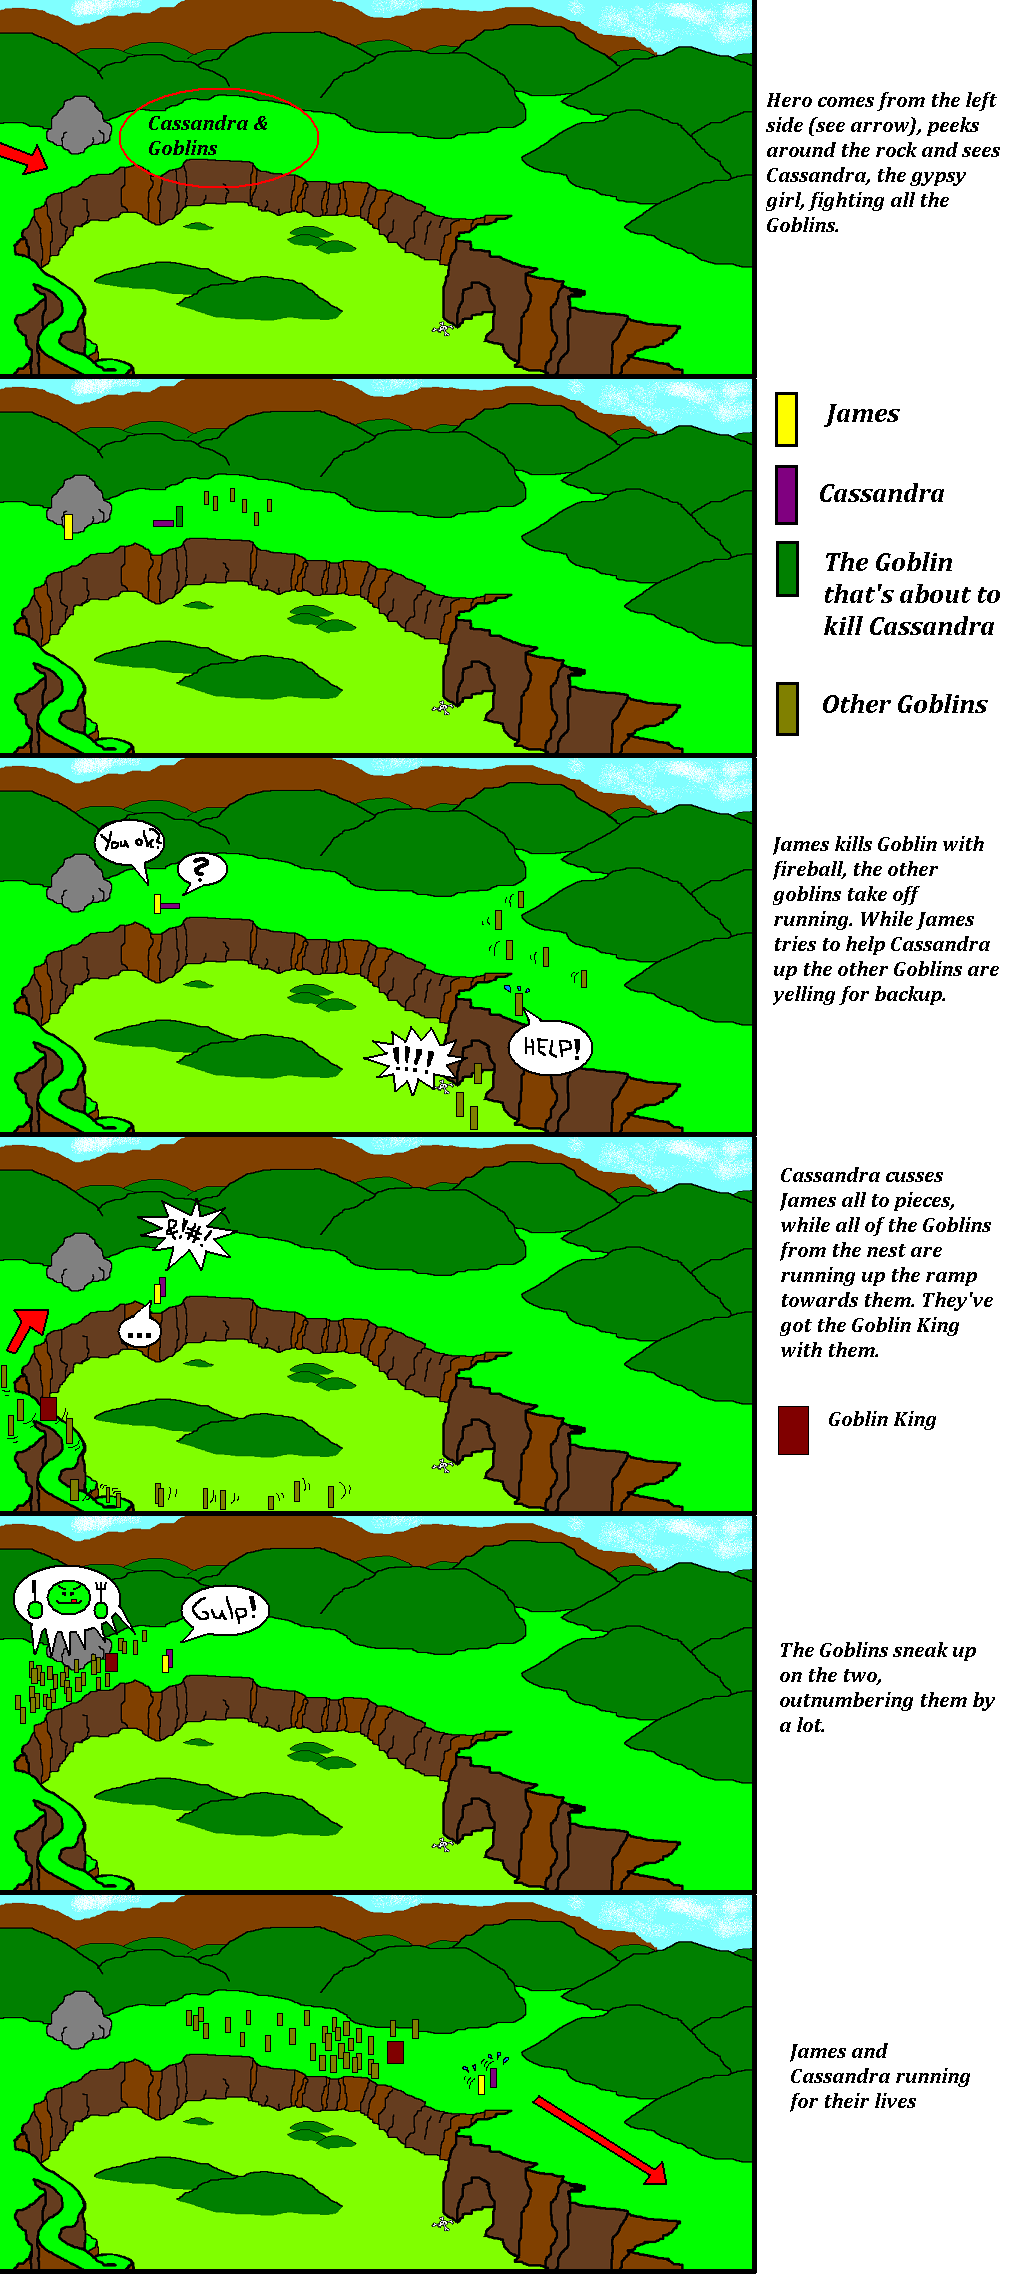 Cassandra &
Goblins
Hero comes from the left
side (see arrow), peeks
around the rock and sees
Cassandra, the gypsy
girl, fighting all the
Goblins.
James
Cassandra
The Goblin
that's about to
kill Cassandra
Other Goblins
You ok?
?
HELP!
!!!!
James kills Goblin with
fireball, the other
goblins take off
running. While James
tries to help Cassandra
up the other Goblins are
yelling for backup.
&!#!
...
Cassandra cusses
James all to pieces,
while all of the Goblins
from the nest are
running up the ramp
towards them. They've
got the Goblin King
with them.
Goblin King
Gulp!
The Goblins sneak up
on the two,
outnumbering them by
a lot.
James and
Cassandra running
for their lives